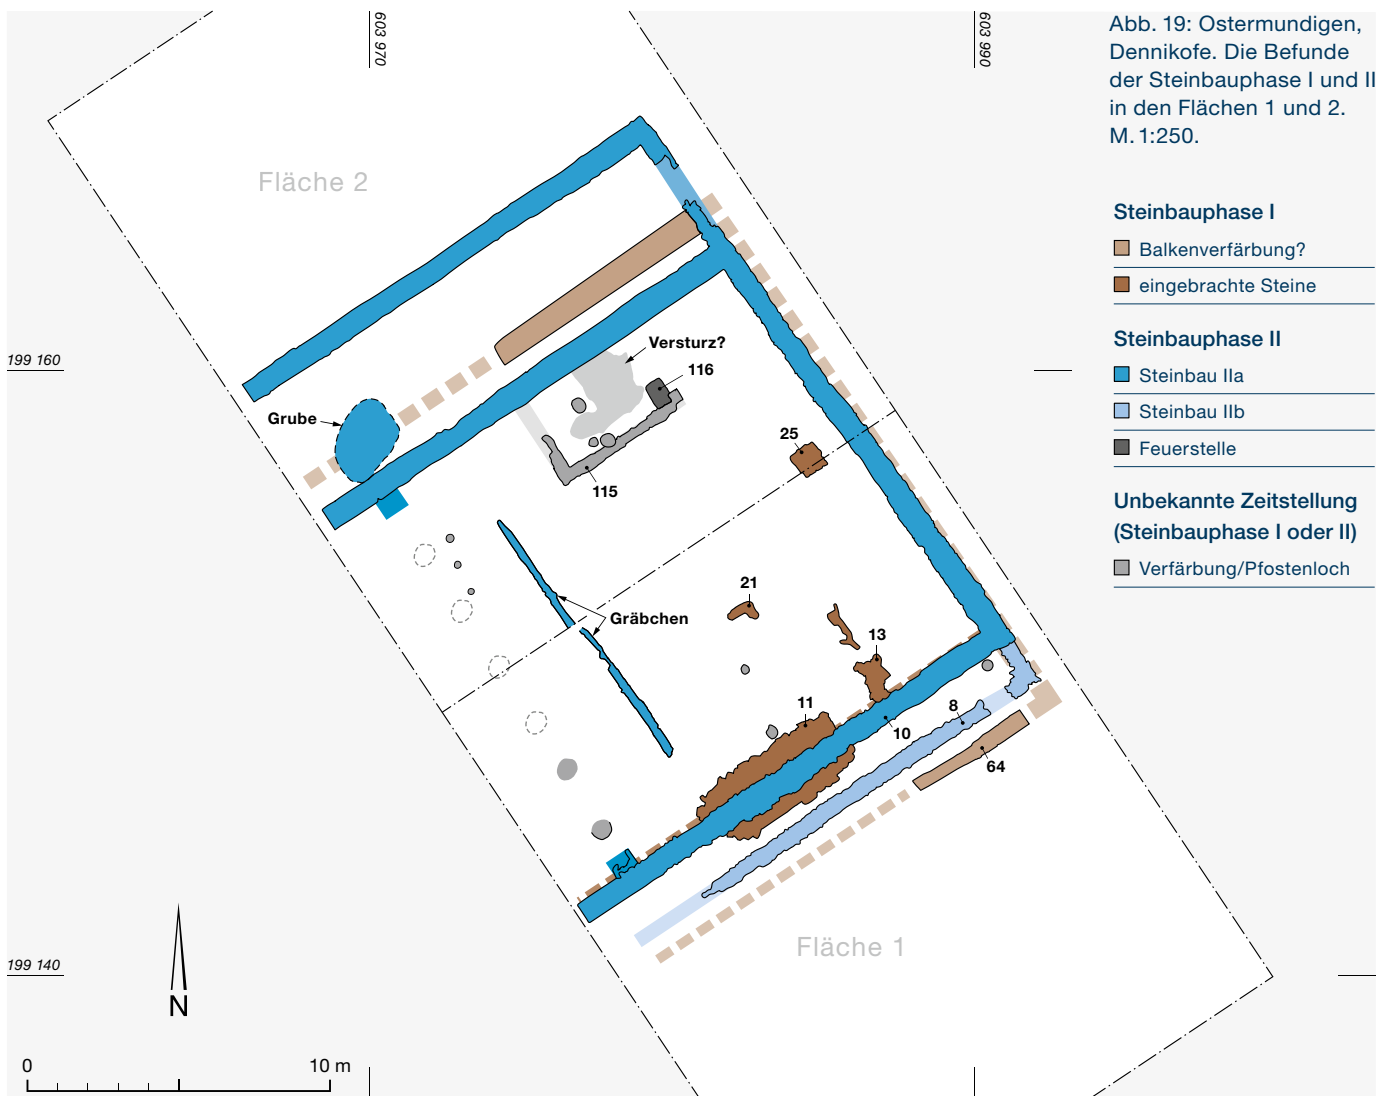 603 970
603 990
Abb. 19: Ostermundigen,
Dennikofe. Die Befunde
der Steinbauphase I und II
in den Flächen 1 und 2.
M. 1:250.
Fläche 2
Steinbauphase I
Balkenverfärbung?
eingebrachte Steine
Steinbauphase II
Steinbau IIa
Steinbau IIb
Feuerstelle
Unbekannte Zeitstellung
(Steinbauphase I oder II)
Verfärbung/Pfostenloch
199 160
Versturz?
116
Grube
25
115
21
Gräbchen
13
11
8
10
64
Fläche 1
199 140
N
0
10 m